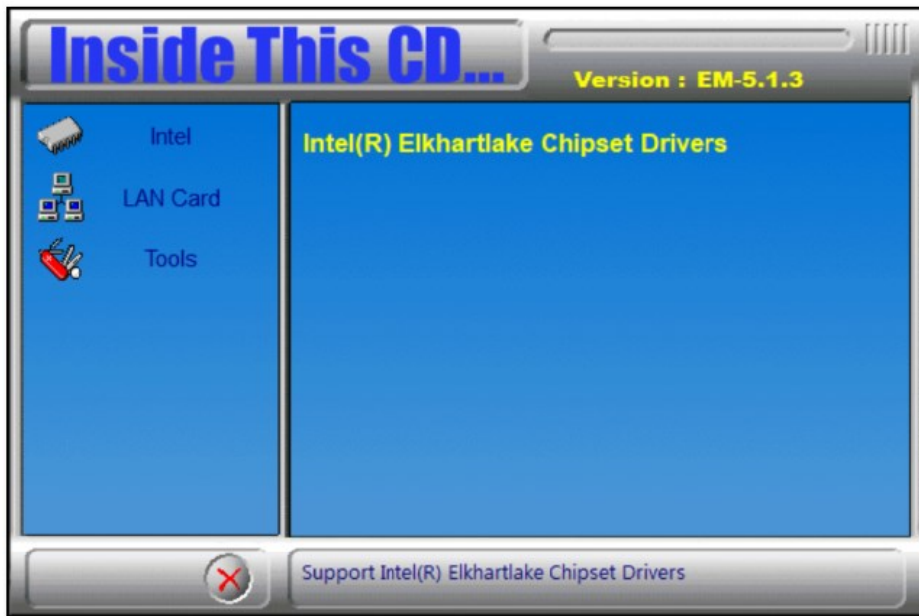 Inside This CD...
Version : EM-5.1.3
Intel
LAN Card
Tools
Intel(R) Elkhartlake Chipset Drivers
Support Intel(R) Elkhartlake Chipset Drivers